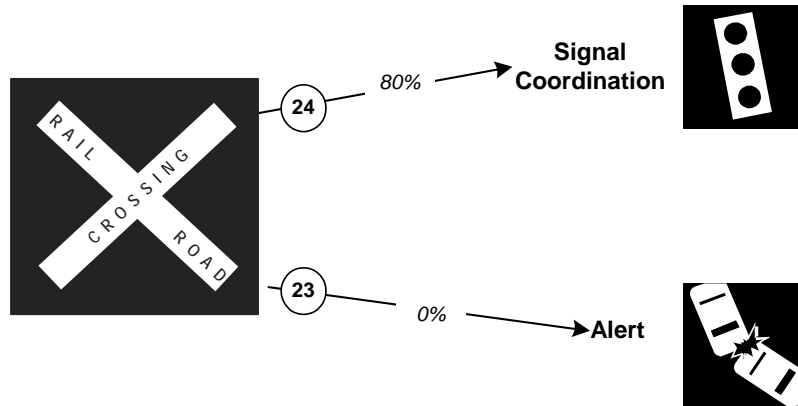 Signal
Coordination
80%
24
RAIL
CROSSING
ROAD
23
0%
Alert